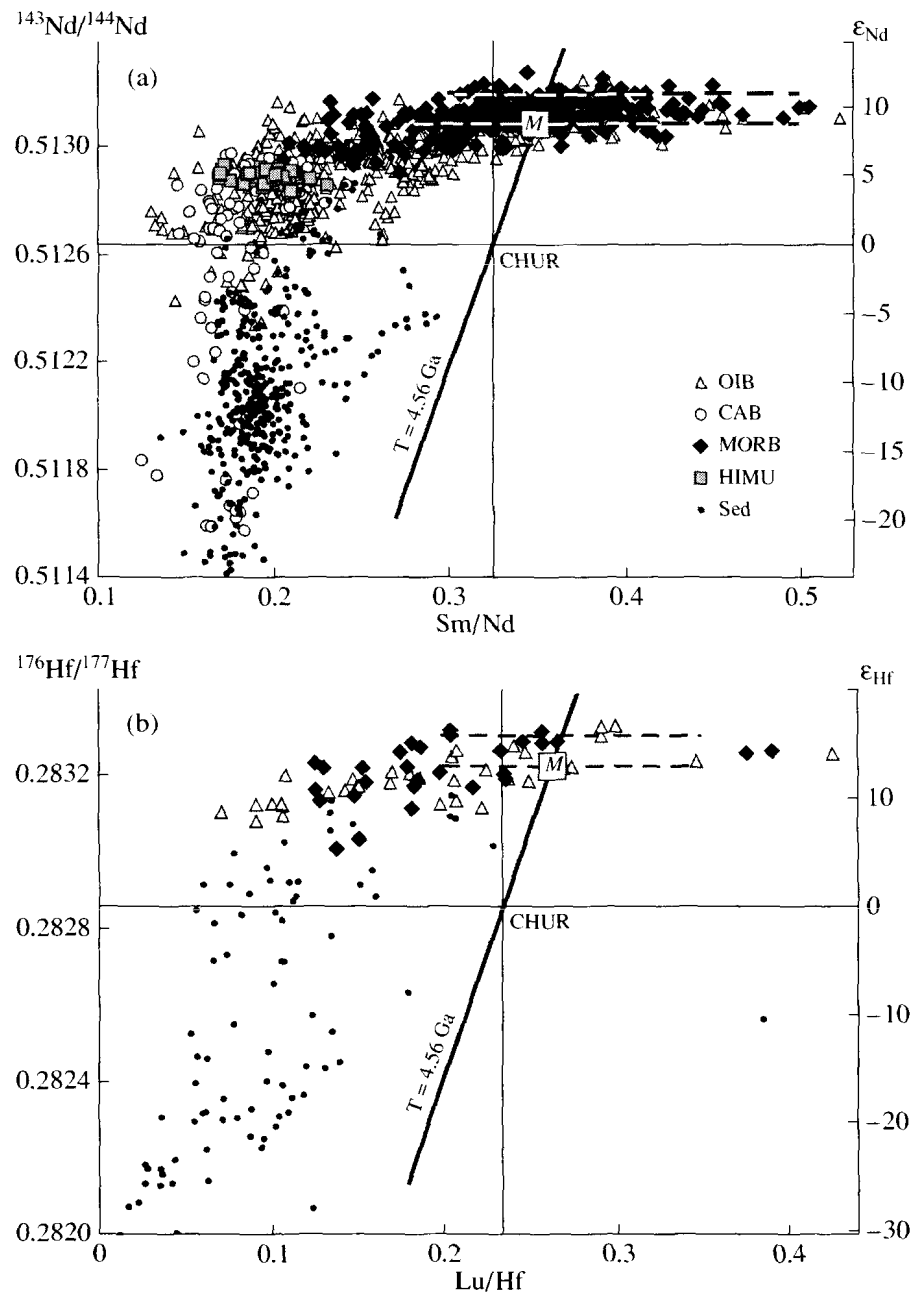 ¹⁴³Nd/¹⁴⁴Nd
ε_Nd
(a)
0.5130
0.5126
0.5122
0.5118
0.5114
10
5
0
−5
−10
−15
−20
M
CHUR
T = 4.56 Ga
OIB
CAB
MORB
HIMU
Sed
0.1 0.2 0.3 0.4 0.5
Sm/Nd
¹⁷⁶Hf/¹⁷⁷Hf
ε_Hf
(b)
0.2832
0.2828
0.2824
0.2820
10
0
−10
−20
−30
M
CHUR
T = 4.56 Ga
0 0.1 0.2 0.3 0.4
Lu/Hf